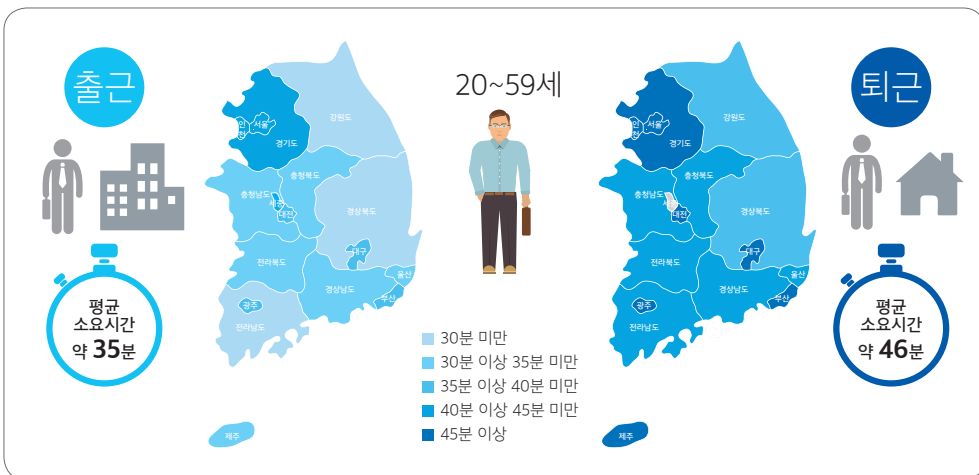 출근
인천
서울
경기도
강원도
충청북도
충청남도
세종
대전
경상북도
대구
전라북도
경상남도
울산
부산
광주
전라남도
제주
평균
소요시간
약 35분
20~59세
30분 미만
30분 이상 35분 미만
35분 이상 40분 미만
40분 이상 45분 미만
45분 이상
퇴근
인천
서울
경기도
강원도
충청북도
충청남도
세종
대전
경상북도
대구
전라북도
경상남도
울산
부산
광주
전라남도
제주
평균
소요시간
약 46분